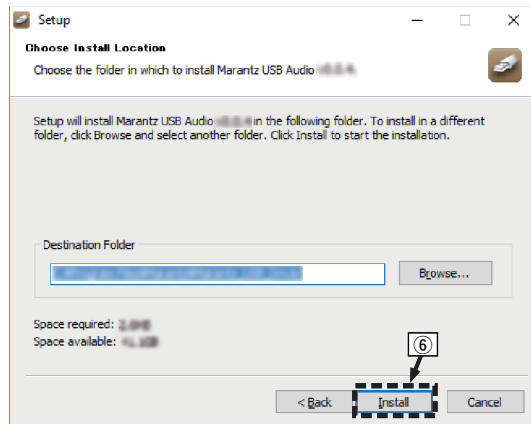 Setup
Choose Install Location
Choose the folder in which to install Marantz USB Audio
Setup will install Marantz USB Audio in the following folder. To install in a different
folder, click Browse and select another folder. Click Install to start the installation.
Destination Folder
Browse...
Space required:
Space available:
⑥
< Back
Install
Cancel